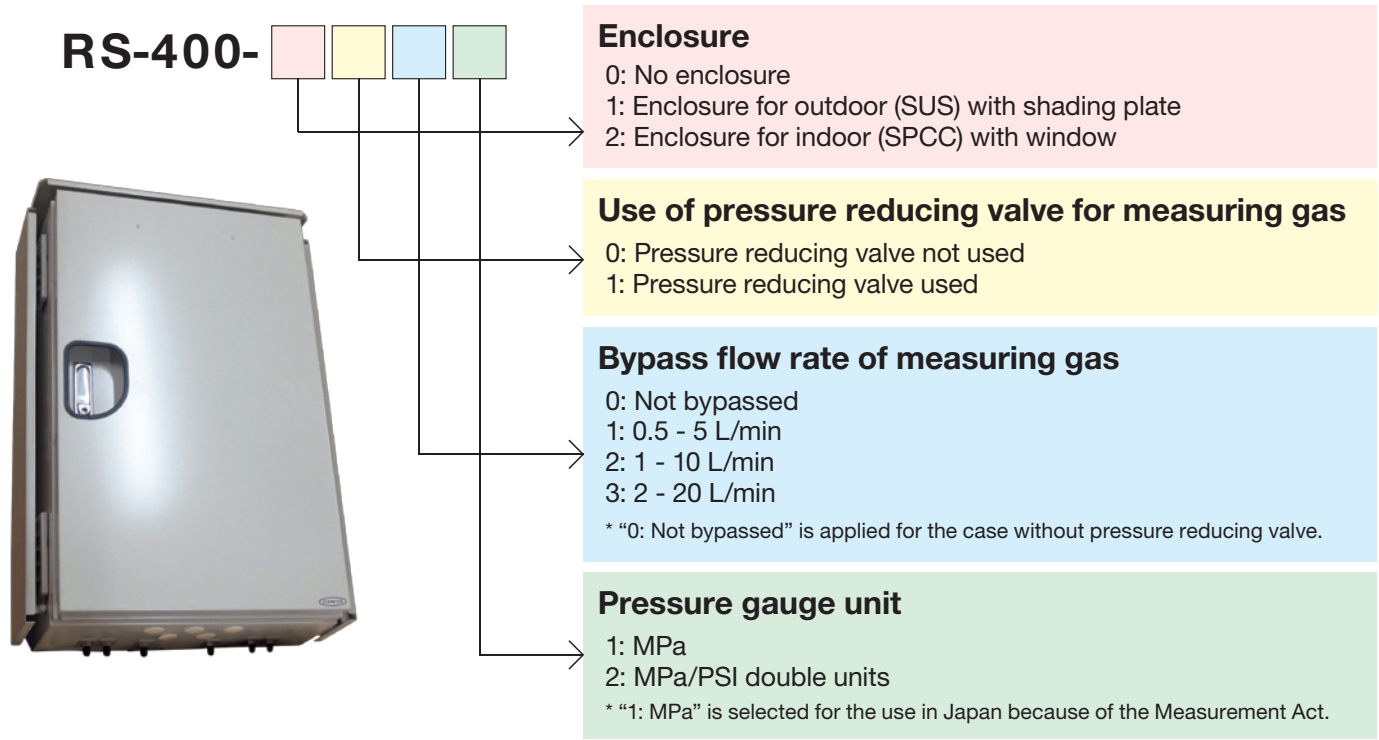 RS-400-
Enclosure
0: No enclosure
1: Enclosure for outdoor (SUS) with shading plate
2: Enclosure for indoor (SPCC) with window
Use of pressure reducing valve for measuring gas
0: Pressure reducing valve not used
1: Pressure reducing valve used
Bypass flow rate of measuring gas
0: Not bypassed
1: 0.5 - 5 L/min
2: 1 - 10 L/min
3: 2 - 20 L/min
* “0: Not bypassed” is applied for the case without pressure reducing valve.
Pressure gauge unit
1: MPa
2: MPa/PSI double units
* “1: MPa” is selected for the use in Japan because of the Measurement Act.